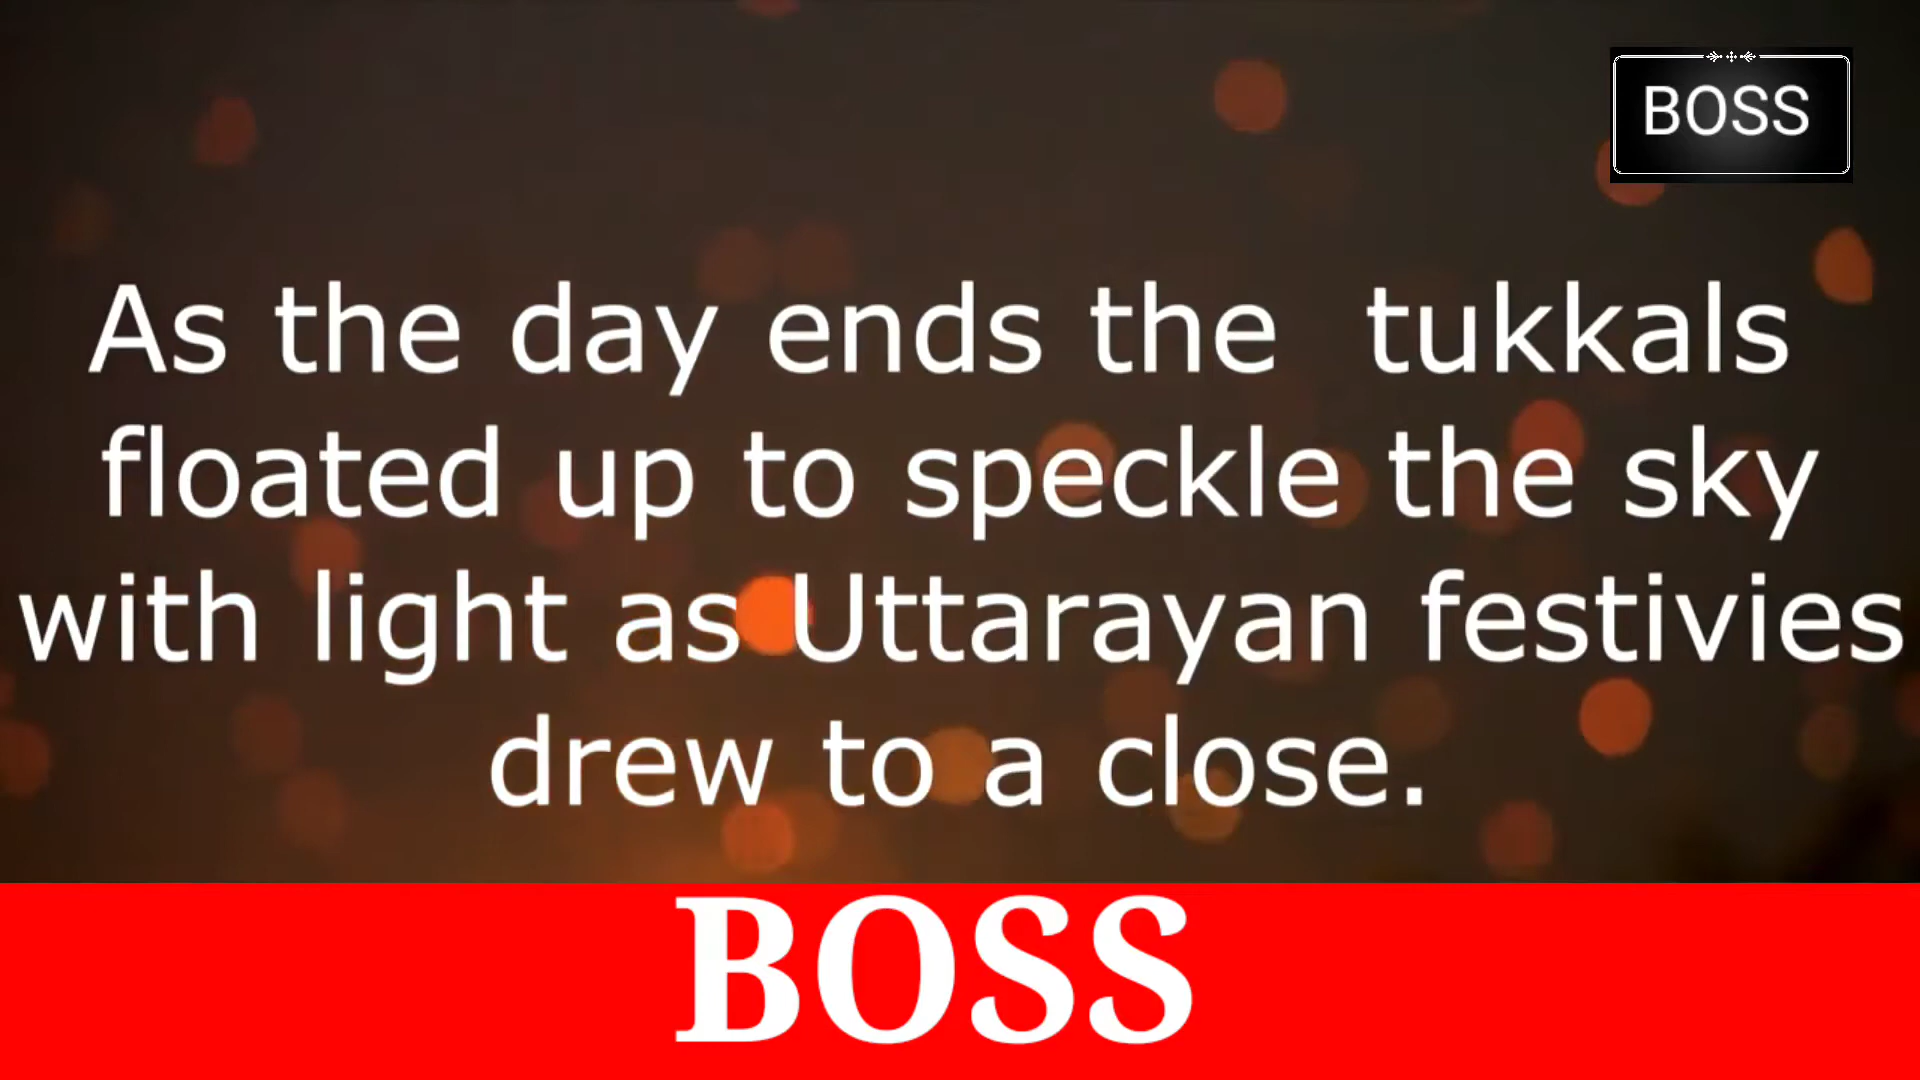 BOSS
As the day ends the  tukkals
floated up to speckle the sky
with light as Uttarayan festivies
drew to a close.
BOSS